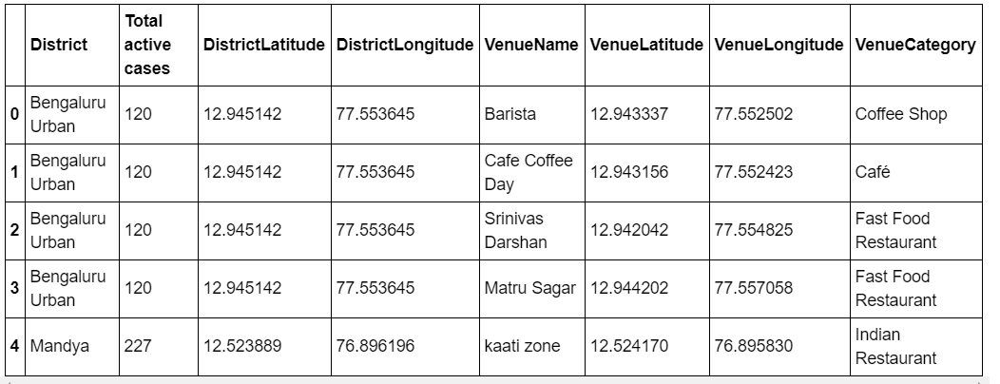 District Total active cases DistrictLatitude DistrictLongitude VenueName VenueLatitude VenueLongitude VenueCategory
0 Bengaluru Urban 120 12.945142 77.553645 Barista 12.943337 77.552502 Coffee Shop
1 Bengaluru Urban 120 12.945142 77.553645 Cafe Coffee Day 12.943156 77.552423 Café
2 Bengaluru Urban 120 12.945142 77.553645 Srinivas Darshan 12.942042 77.554825 Fast Food Restaurant
3 Bengaluru Urban 120 12.945142 77.553645 Matru Sagar 12.944202 77.557058 Fast Food Restaurant
4 Mandya 227 12.523889 76.896196 kaati zone 12.524170 76.895830 Indian Restaurant